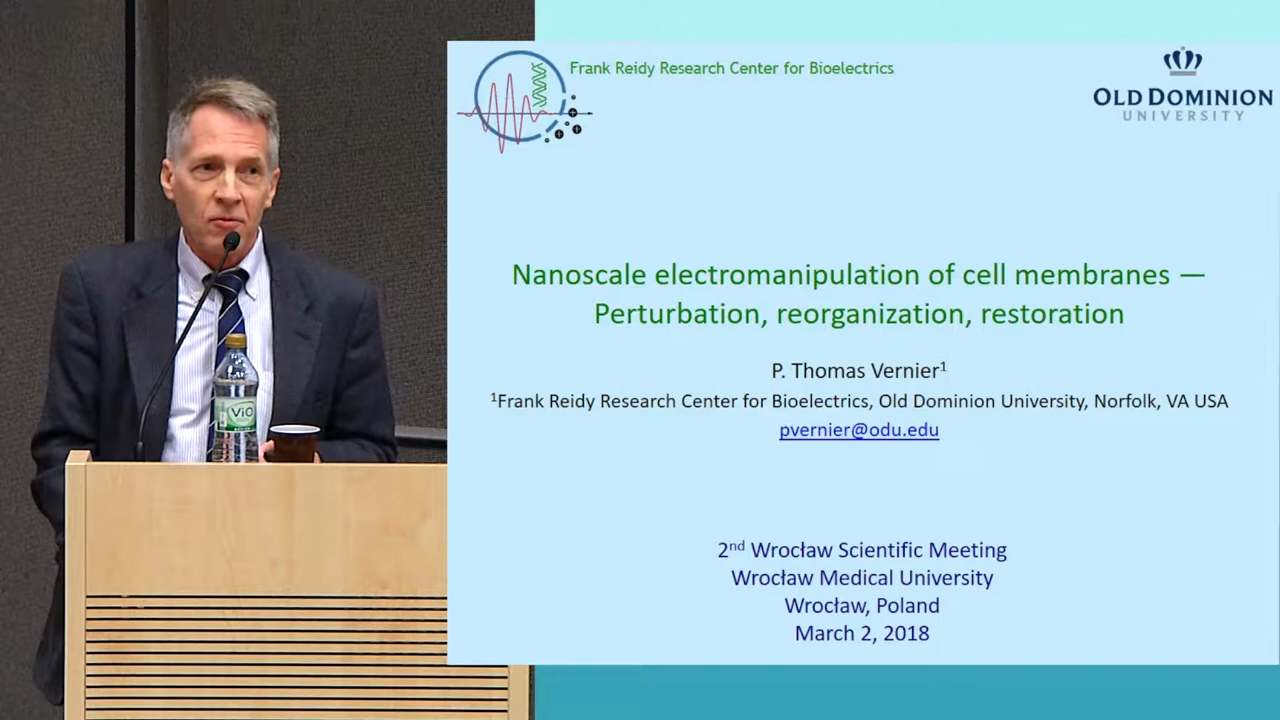 Frank Reidy Research Center for Bioelectrics
OLD DOMINION
UNIVERSITY
Nanoscale electromanipulation of cell membranes —
Perturbation, reorganization, restoration
P. Thomas Vernier¹
¹Frank Reidy Research Center for Bioelectrics, Old Dominion University, Norfolk, VA USA
pvernier@odu.edu
2nd Wrocław Scientific Meeting
Wrocław Medical University
Wrocław, Poland
March 2, 2018
ViO